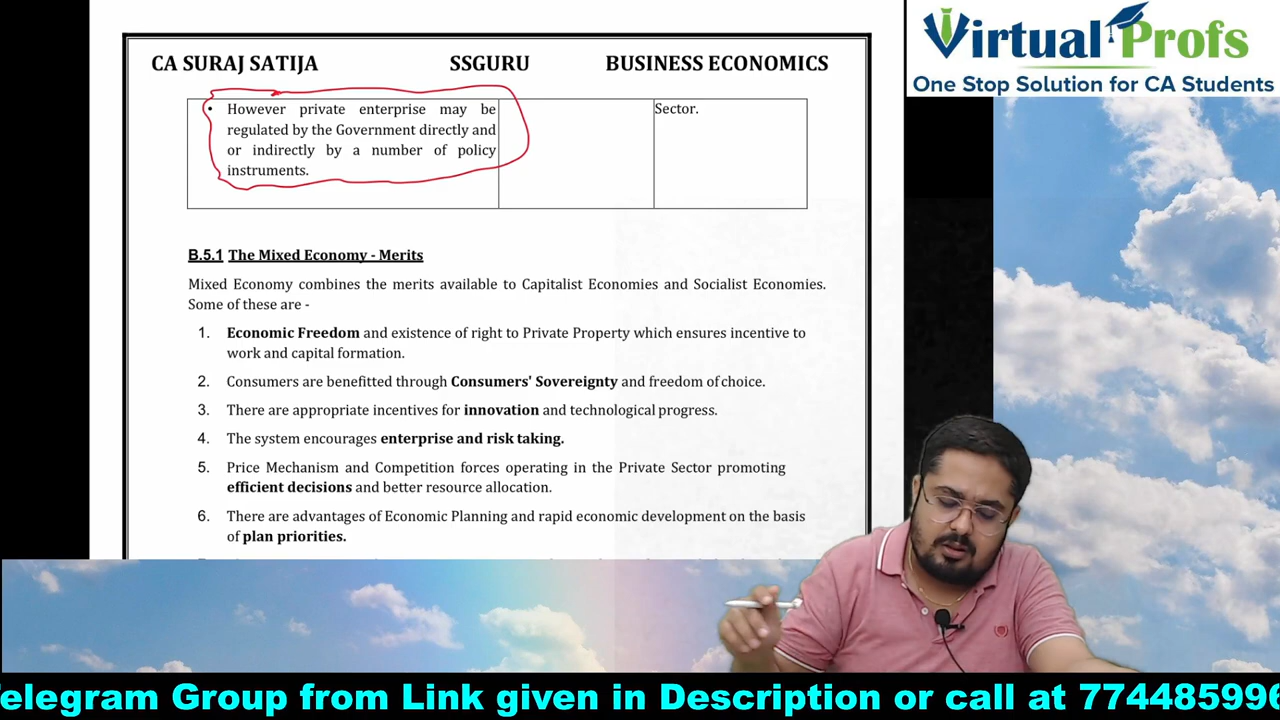 Virtual Profs
One Stop Solution for CA Students
CA SURAJ SATIJA SSGURU BUSINESS ECONOMICS
• However private enterprise may be
regulated by the Government directly and
or indirectly by a number of policy
instruments.
Sector.
B.5.1 The Mixed Economy - Merits
Mixed Economy combines the merits available to Capitalist Economies and Socialist Economies.
Some of these are -
1. Economic Freedom and existence of right to Private Property which ensures incentive to
work and capital formation.
2. Consumers are benefitted through Consumers' Sovereignty and freedom of choice.
3. There are appropriate incentives for innovation and technological progress.
4. The system encourages enterprise and risk taking.
5. Price Mechanism and Competition forces operating in the Private Sector promoting
efficient decisions and better resource allocation.
6. There are advantages of Economic Planning and rapid economic development on the basis
of plan priorities.
elegram Group from Link given in Description or call at 774485996